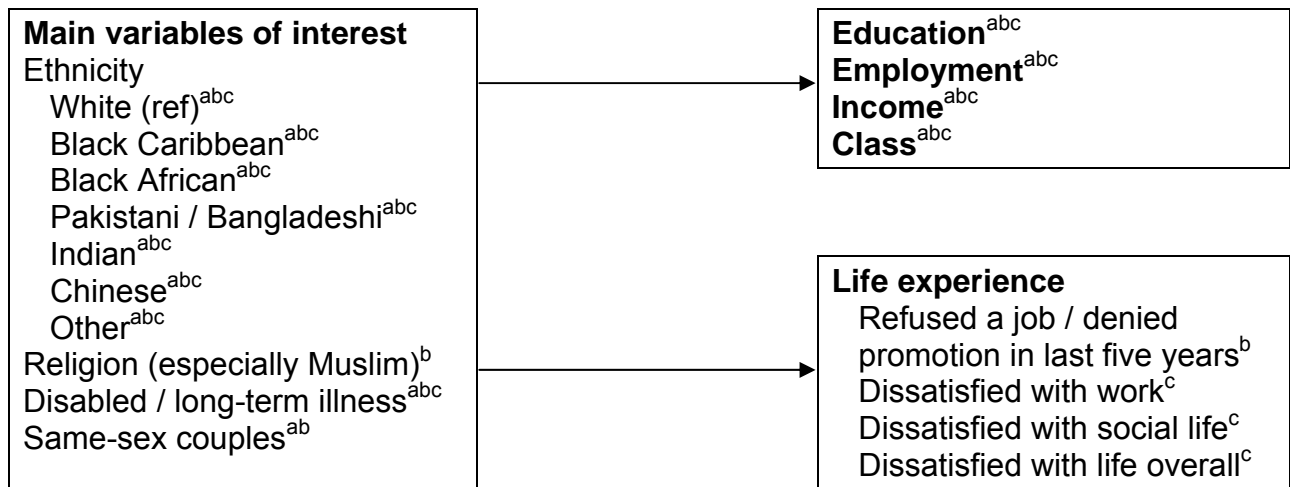 Main variables of interest
Ethnicity
White (ref)abc
Black Caribbeanabc
Black Africanabc
Pakistani / Bangladeshiabc
Indianabc
Chineseabc
Otherabc
Religion (especially Muslim)b
Disabled / long-term illnessabc
Same-sex couplesab
Educationabc
Employmentabc
Incomeabc
Classabc
Life experience
Refused a job / denied
promotion in last five yearsb
Dissatisfied with workc
Dissatisfied with social lifec
Dissatisfied with life overallc